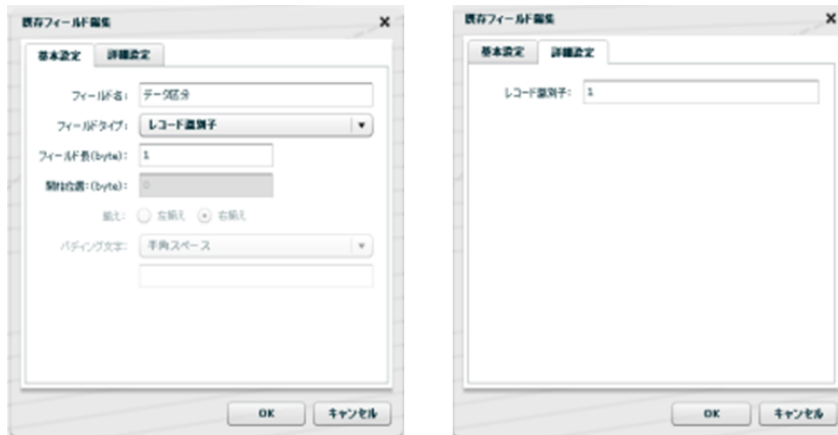 既存フィールド編集
基本設定 詳細設定
フィールド名: データ区分
フィールドタイプ: レコード識別子
フィールド長(byte): 1
開始位置:(byte): 0
揃え: 左揃え 右揃え
パディング文字: 半角スペース
OK キャンセル
既存フィールド編集
基本設定 詳細設定
レコード識別子: 1
OK キャンセル